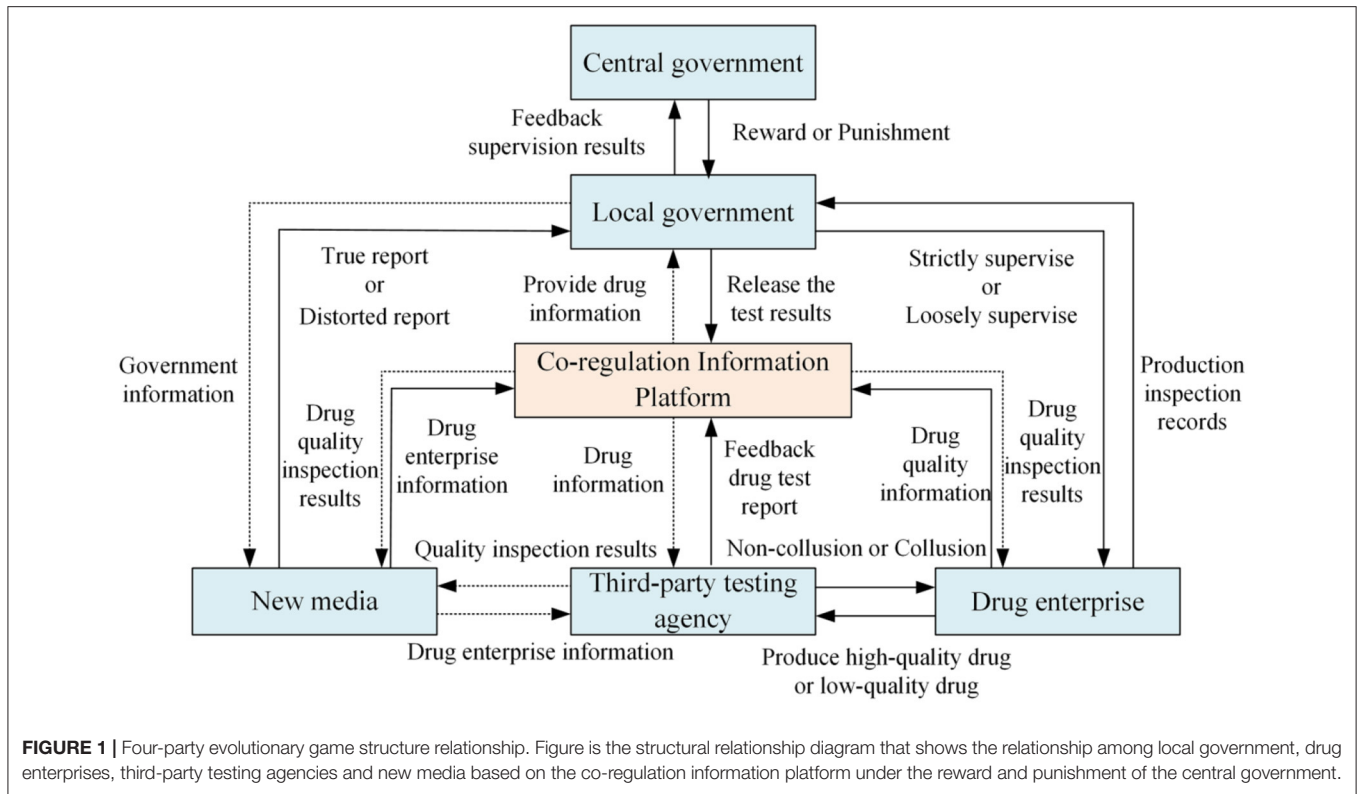 Central government
Feedback
supervision results
Reward or Punishment
Local government
True report
or
Distorted report
Provide drug
information
Release the
test results
Strictly supervise
or
Loosely supervise
Government
information
Co-regulation Information
Platform
Production
inspection
records
Drug
quality
inspection
results
Drug
enterprise
information
Drug
information
Feedback
drug test
report
Drug
quality
information
Drug
quality
inspection
results
Quality inspection results
Non-collusion or Collusion
New media
Third-party testing
agency
Drug enterprise
Drug enterprise information
Produce high-quality drug
or low-quality drug
FIGURE 1 | Four-party evolutionary game structure relationship. Figure is the structural relationship diagram that shows the relationship among local government, drug
enterprises, third-party testing agencies and new media based on the co-regulation information platform under the reward and punishment of the central government.